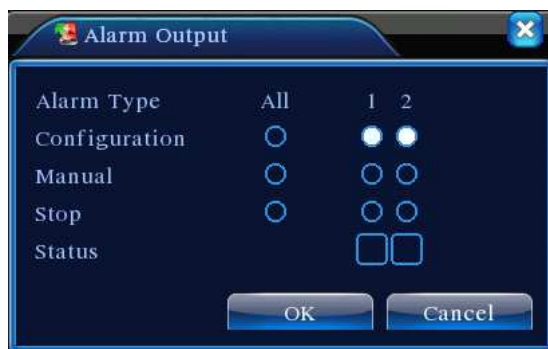 Alarm Output
Alarm Type All 1 2
Configuration
Manual
Stop
Status
OK Cancel